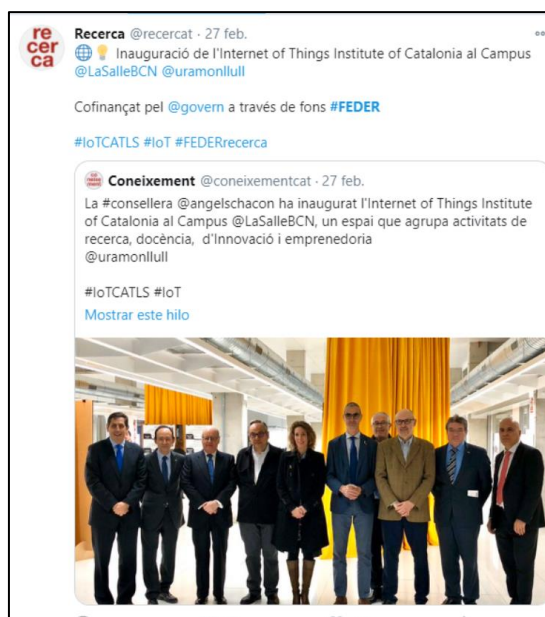 re
cer
ca
Recerca @recercat · 27 feb.
Inauguració de l'Internet of Things Institute of Catalonia al Campus
@LaSalleBCN @uramonllull
Cofinançat pel @govern a través de fons #FEDER
#IoTCATLS #IoT #FEDERrecerca
Coneixement @coneixementcat · 27 feb.
La #consellera @angelschacon ha inaugurat l'Internet of Things Institute
of Catalonia al Campus @LaSalleBCN, un espai que agrupa activitats de
recerca, docència, d'Innovació i emprenedoria
@uramonllull
#IoTCATLS #IoT
Mostrar este hilo